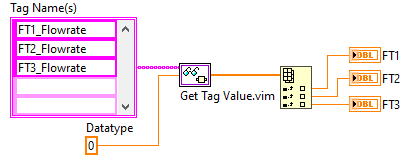 Tag Name(s)
FT1_Flowrate
FT2_Flowrate
FT3_Flowrate
Get Tag Value.vim
Datatype
0
DBL FT1
DBL FT2
DBL FT3